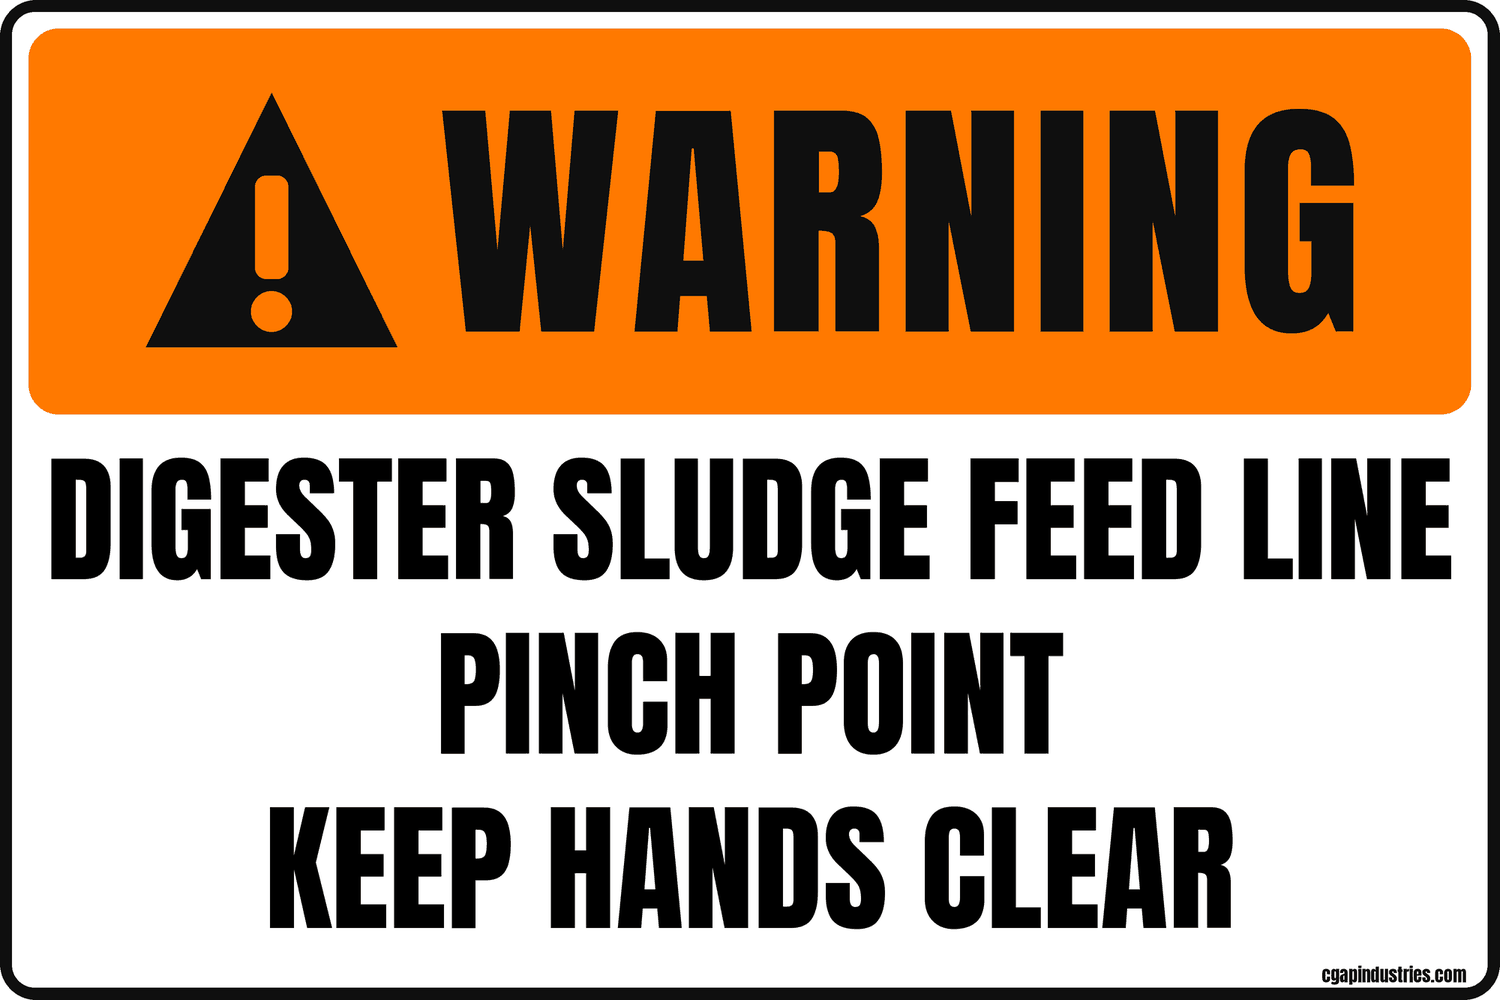 WARNING
DIGESTER SLUDGE FEED LINE
PINCH POINT
KEEP HANDS CLEAR
cgapindustries.com